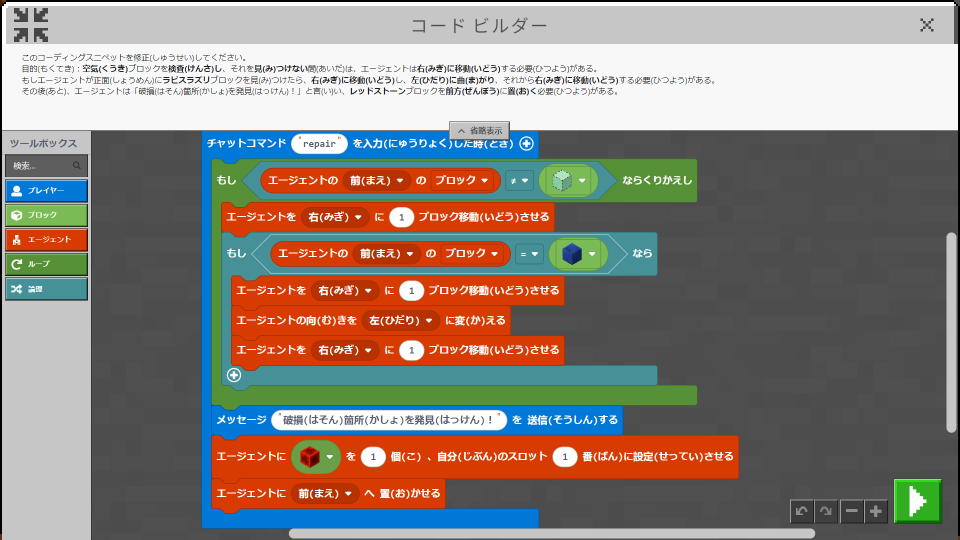 コード ビルダー
このコーディングスニペットを修正(しゅうせい)してください。
目的(もくてき)：空気(くうき)ブロックを検査(けんさ)し、それを見(み)つけない間(あいだ)は、エージェントは右(みぎ)に移動(いどう)する必要(ひつよう)がある。
もしエージェントが正面(しょうめん)にラピスラズリブロックを見(み)つけたら、右(みぎ)に移動(いどう)し、左(ひだり)に曲(ま)がり、それから右(みぎ)に移動(いどう)する必要(ひつよう)がある。
その後(あと)、エージェントは「破損(はそん)箇所(かしょ)を発見(はっけん)！」と言(い)い、レッドストーンブロックを前方(ぜんぽう)に置(お)く必要(ひつよう)がある。
省略表示
ツールボックス
検索...
プレイヤー
ブロック
エージェント
ループ
論理
チャットコマンド "repair" を入力(にゅうりょく)した時(とき)
もし エージェントの 前(まえ) の ブロック ≠ ならくりかえし
エージェントを 右(みぎ) に 1 ブロック移動(いどう)させる
もし エージェントの 前(まえ) の ブロック = なら
エージェントを 右(みぎ) に 1 ブロック移動(いどう)させる
エージェントの向(む)きを 左(ひだり) に変(か)える
エージェントを 右(みぎ) に 1 ブロック移動(いどう)させる
メッセージ "破損(はそん)箇所(かしょ)を発見(はっけん)！" を 送信(そうしん)する
エージェントに を 1 個(こ) 、自分(じぶん)のスロット 1 番(ばん)に設定(せってい)させる
エージェントに 前(まえ) へ 置(お)かせる